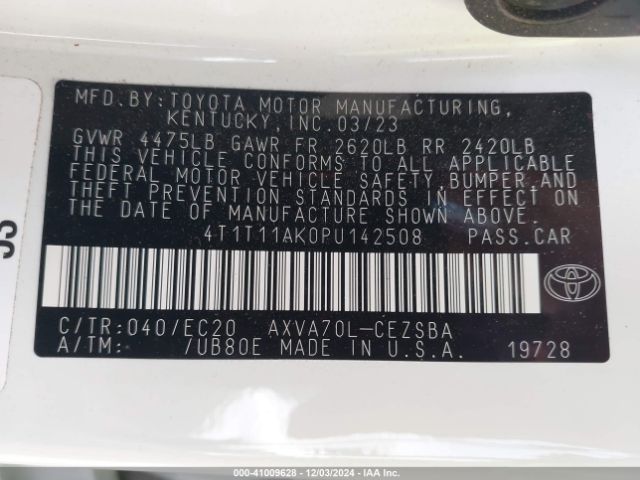 MFD.BY:TOYOTA MOTOR MANUFACTURING,
KENTUCKY,INC.03/23
GVWR 4475LB GAWR FR 2620LB RR 2420LB
THIS VEHICLE CONFORMS TO ALL APPLICABLE
FEDERAL MOTOR VEHICLE SAFETY,BUMPER,AND
THEFT PREVENTION STANDARDS IN EFFECT ON
THE DATE OF MANUFACTURE SHOWN ABOVE.
4T1T11AK0PU142508 PASS.CAR
C/TR:040/EC20 AXVA70L-CEZSBA
A/TM: /UB80E MADE IN U.S.A. 19728
000-41009628 - 12/03/2024 - IAA Inc.